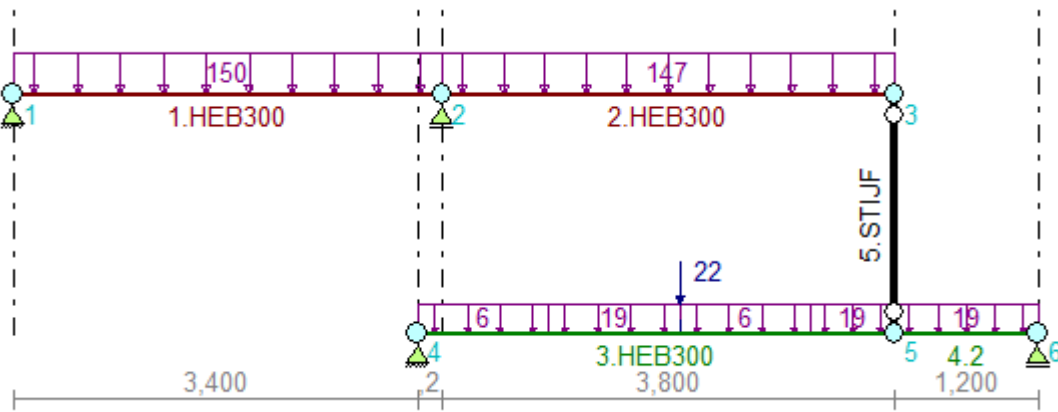 150 147
1 1.HEB300 2 2.HEB300 3
5.STIJF
22
6 19 6 19 19
4 3.HEB300 5 4.2 6
3,400 ,2 3,800 1,200